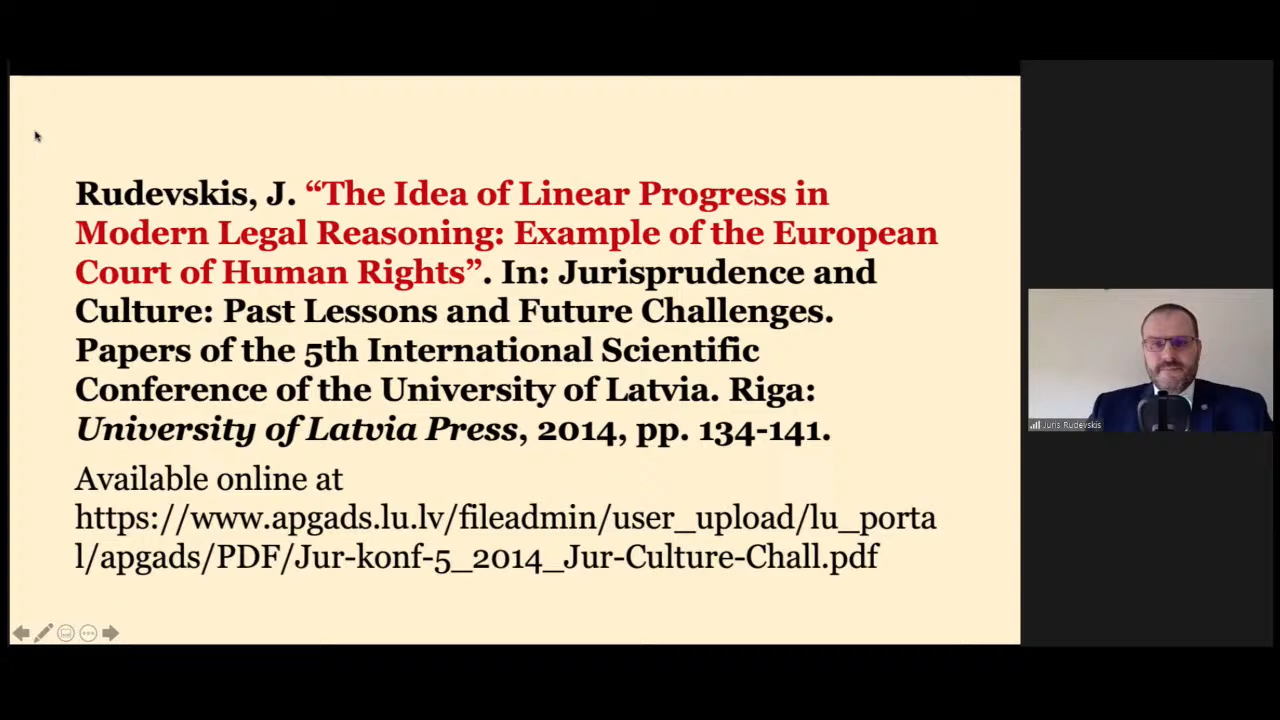 Rudevskis, J. “The Idea of Linear Progress in
Modern Legal Reasoning: Example of the European
Court of Human Rights”. In: Jurisprudence and
Culture: Past Lessons and Future Challenges.
Papers of the 5th International Scientific
Conference of the University of Latvia. Riga:
University of Latvia Press, 2014, pp. 134-141.
Available online at
https://www.apgads.lu.lv/fileadmin/user_upload/lu_porta
l/apgads/PDF/Jur-konf-5_2014_Jur-Culture-Chall.pdf
Juris Rudevskis